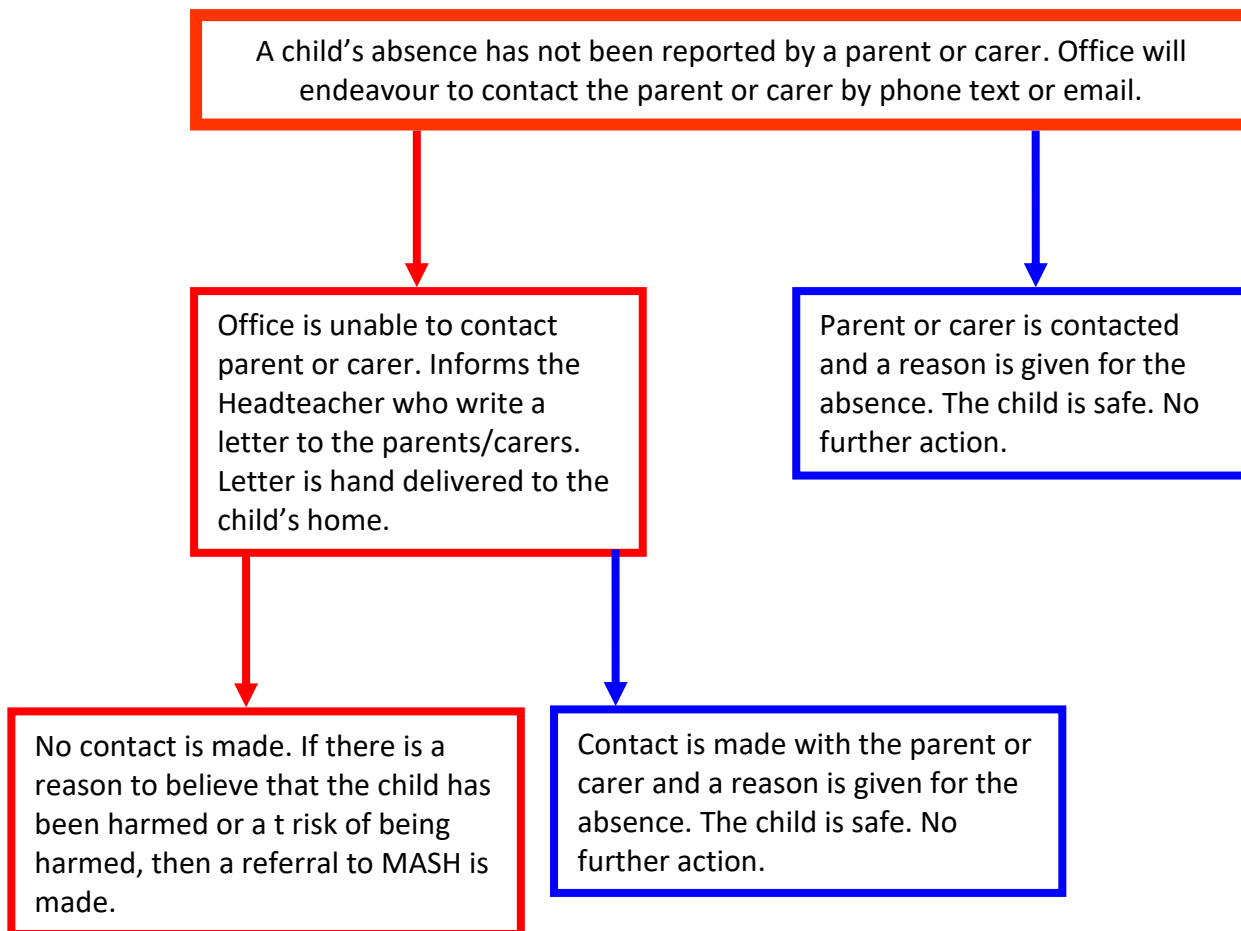 A child’s absence has not been reported by a parent or carer. Office will
endeavour to contact the parent or carer by phone text or email.
Office is unable to contact
parent or carer. Informs the
Headteacher who write a
letter to the parents/carers.
Letter is hand delivered to the
child’s home.
Parent or carer is contacted
and a reason is given for the
absence. The child is safe. No
further action.
No contact is made. If there is a
reason to believe that the child has
been harmed or a t risk of being
harmed, then a referral to MASH is
made.
Contact is made with the parent or
carer and a reason is given for the
absence. The child is safe. No
further action.